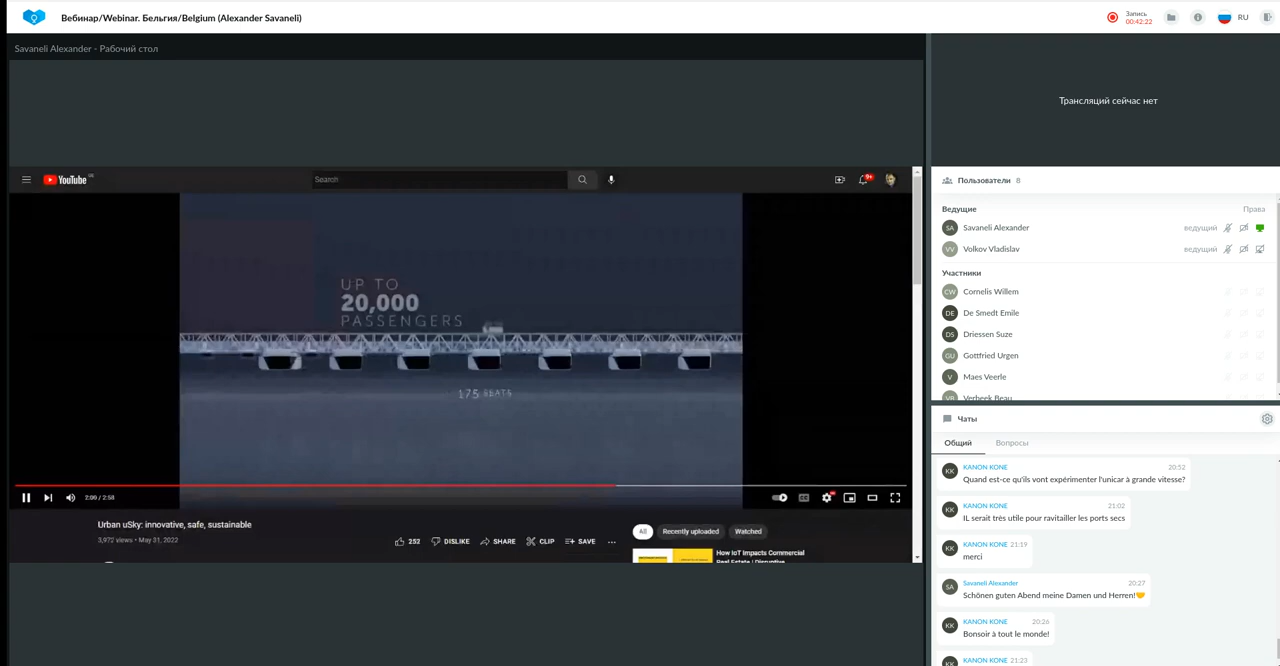 Вебинар/Webinar. Бельгия/Belgium (Alexander Savaneli)
Запись
00:42:22
RU
Savaneli Alexander - Рабочий стол
Трансляций сейчас нет
YouTube
Search
9+
UP TO
20,000
PASSENGERS
175 SEATS
2:00 / 2:58
Urban uSky: innovative, safe, sustainable
3,972 views • May 31, 2022
252
DISLIKE
SHARE
CLIP
SAVE
All
Recently uploaded
Watched
How IoT Impacts Commercial
Real Estate | Disruptive
Пользователи 8
Ведущие
Права
SA Savaneli Alexander ведущий
VV Volkov Vladislav ведущий
Участники
CW Cornelis Willem
DE De Smedt Emile
DS Driessen Suze
GU Gottfried Urgen
V Maes Veerle
VB Verbeek Beau
Чаты
Общий
Вопросы
KK KANON KONE 20:52
Quand est-ce qu'ils vont expérimenter l'unicar à grande vitesse?
KK KANON KONE 21:02
IL serait très utile pour ravitailler les ports secs
KK KANON KONE 21:19
merci
SA Savaneli Alexander 20:27
Schönen guten Abend meine Damen und Herren!🧡
KK KANON KONE 20:26
Bonsoir à tout le monde!
KK KANON KONE 21:23